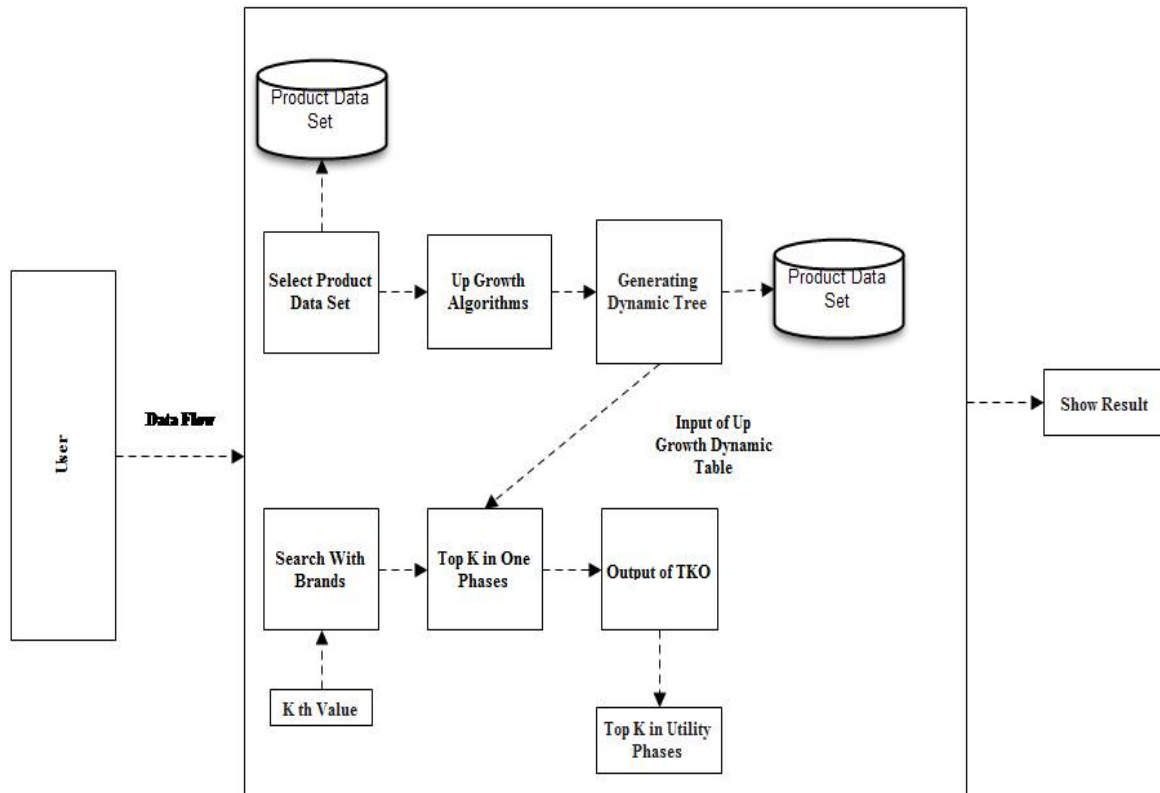 Product Data
Set
Select Product
Data Set
Up Growth
Algorithms
Generating
Dynamic Tree
Product Data
Set
User
Data Flow
Show Result
Input of Up
Growth Dynamic
Table
Search With
Brands
Top K in One
Phases
Output of TKO
K th Value
Top K in Utility
Phases